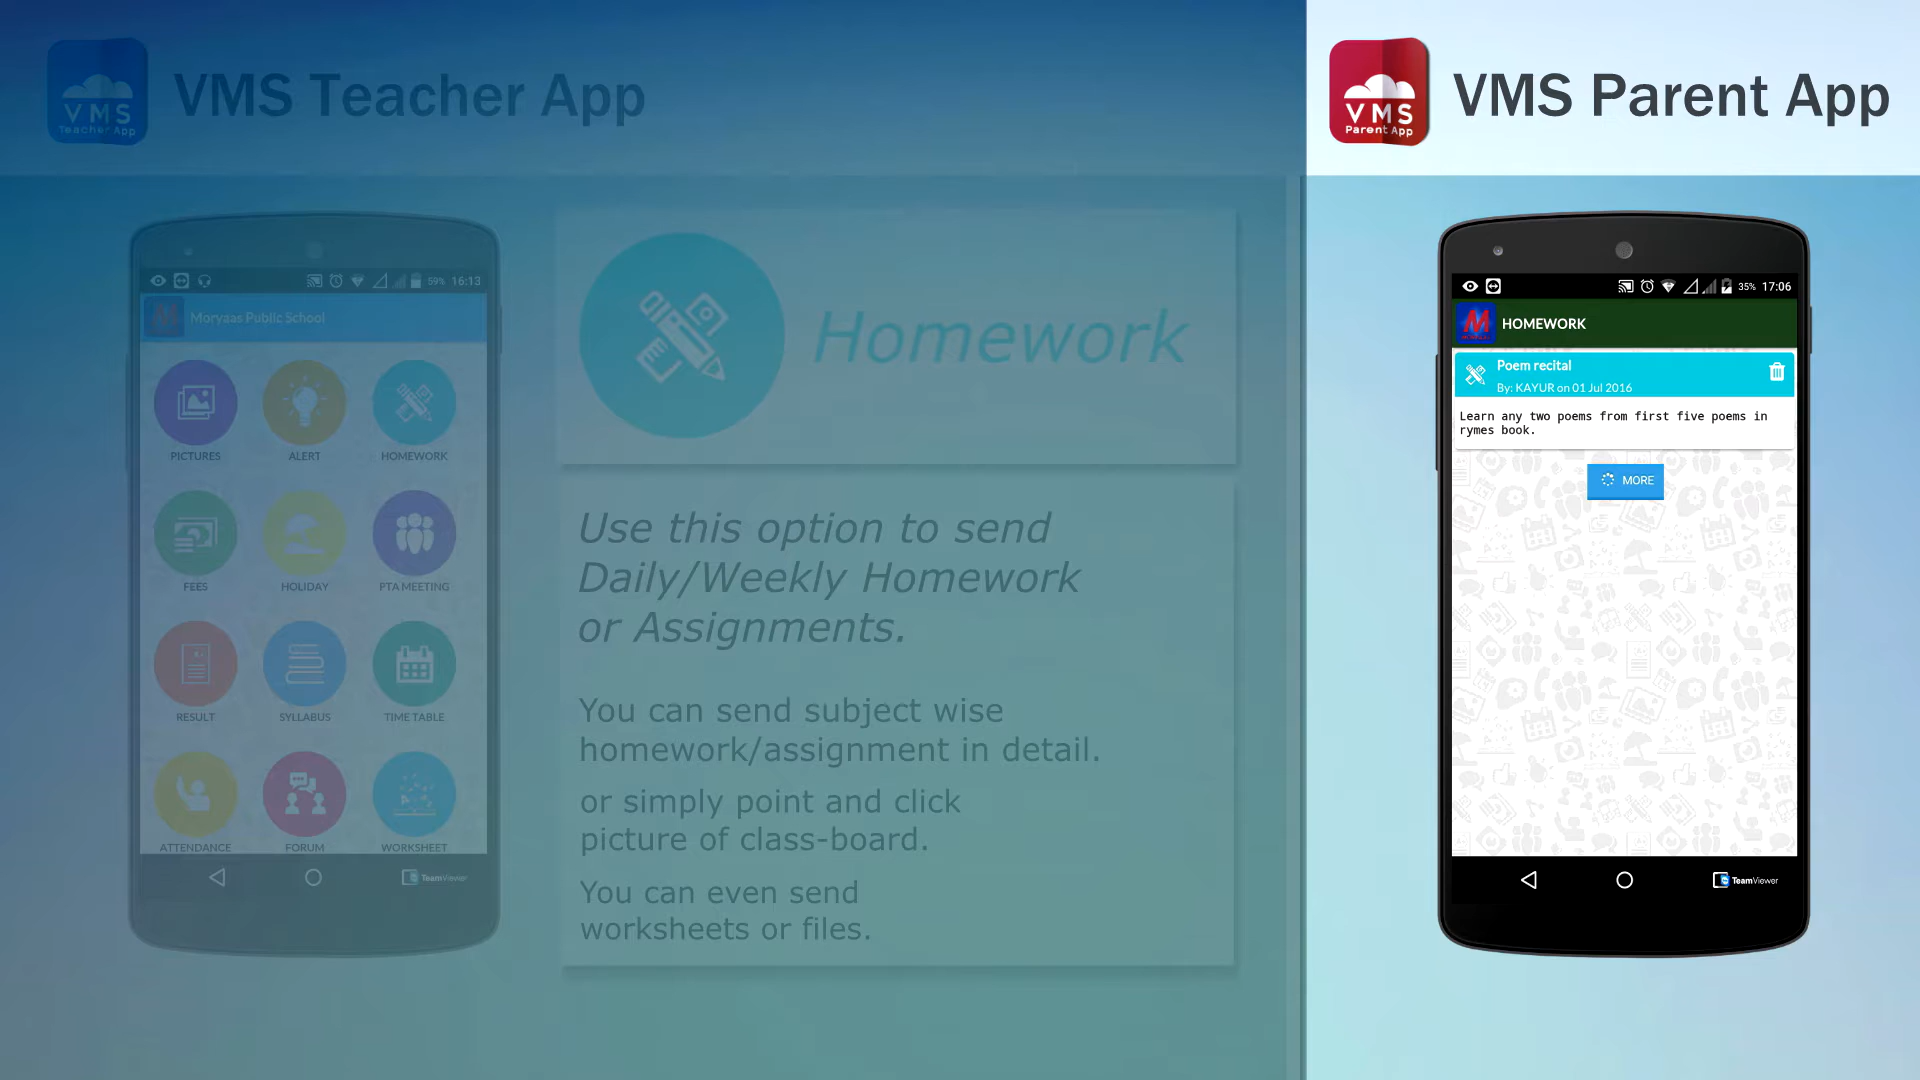 VMS
Teacher App
VMS Teacher App
59% 16:13
M
Moryaas Public School
PICTURES
ALERT
HOMEWORK
FEES
HOLIDAY
PTA MEETING
RESULT
SYLLABUS
TIME TABLE
ATTENDANCE
FORUM
WORKSHEET
TeamViewer
Homework
Use this option to send
Daily/Weekly Homework
or Assignments.
You can send subject wise
homework/assignment in detail.
or simply point and click
picture of class-board.
You can even send
worksheets or files.
VMS
Parent App
VMS Parent App
35% 17:06
M
HOMEWORK
Poem recital
By: KAYUR on 01 Jul 2016
Learn any two poems from first five poems in
rymes book.
MORE
TeamViewer